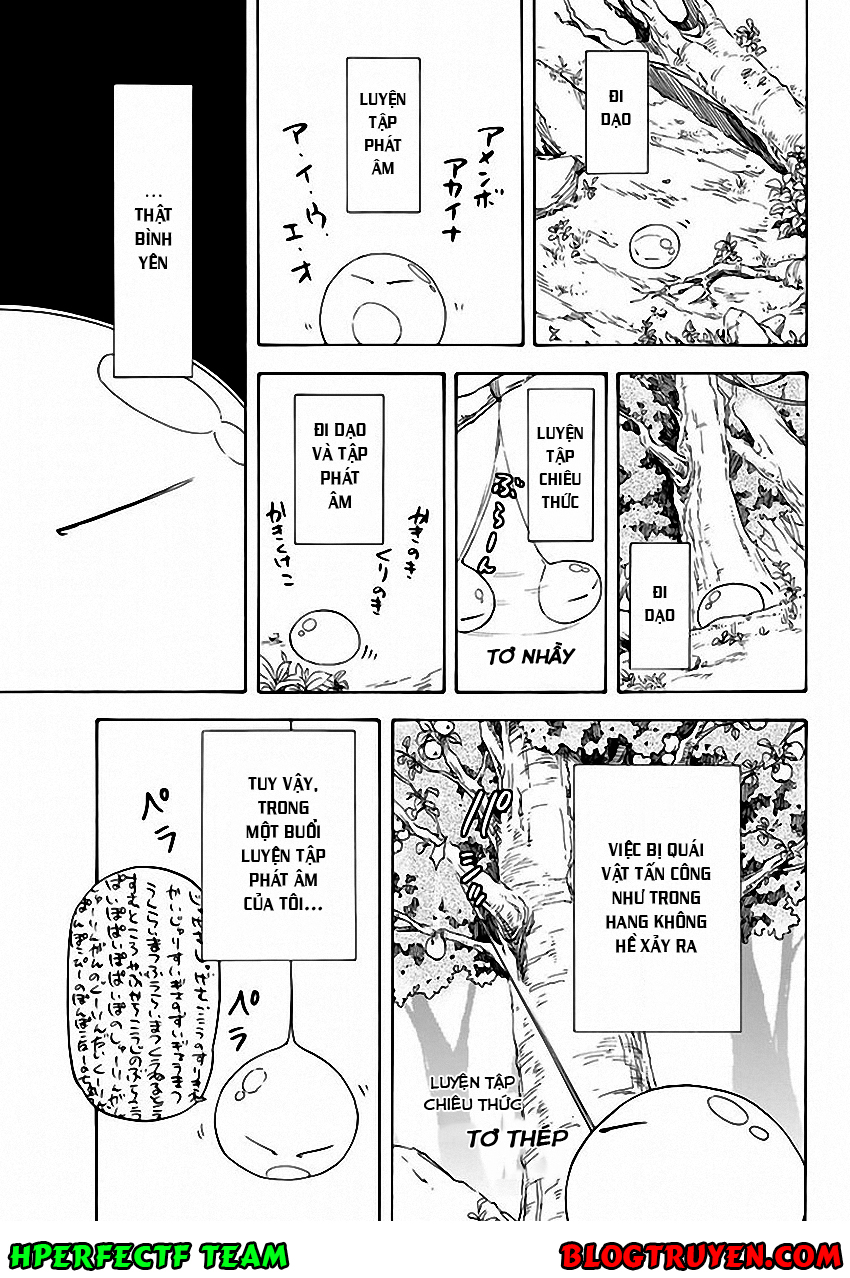 ĐI
DẠO
LUYỆN
TẬP
PHÁT
ÂM
アメンボ
アカイナ
ア・イ・ウ・
エ・オ
...
THẬT
BÌNH
YÊN
ĐI
DẠO
LUYỆN
TẬP
CHIÊU
THỨC
ぶらーん
TƠ NHẦY
ĐI DẠO
VÀ TẬP
PHÁT
ÂM
かきのき
くりのき
かきくけこ
VIỆC BỊ QUÁI
VẬT TẤN CÔNG
NHƯ TRONG
HANG KHÔNG
HỀ XẢY RA
LUYỆN TẬP
CHIÊU THỨC
TƠ THÉP
TUY VẬY,
TRONG
MỘT BUỔI
LUYỆN TẬP
PHÁT ÂM
CỦA TÔI...
ペラ
ペラ
HPERFECTF TEAM
BLOGTRUYEN.COM